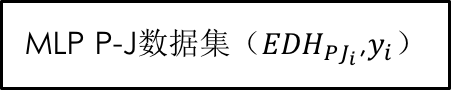 MLP P-J数据集（$EDH_{PJ_i}, y_i$）